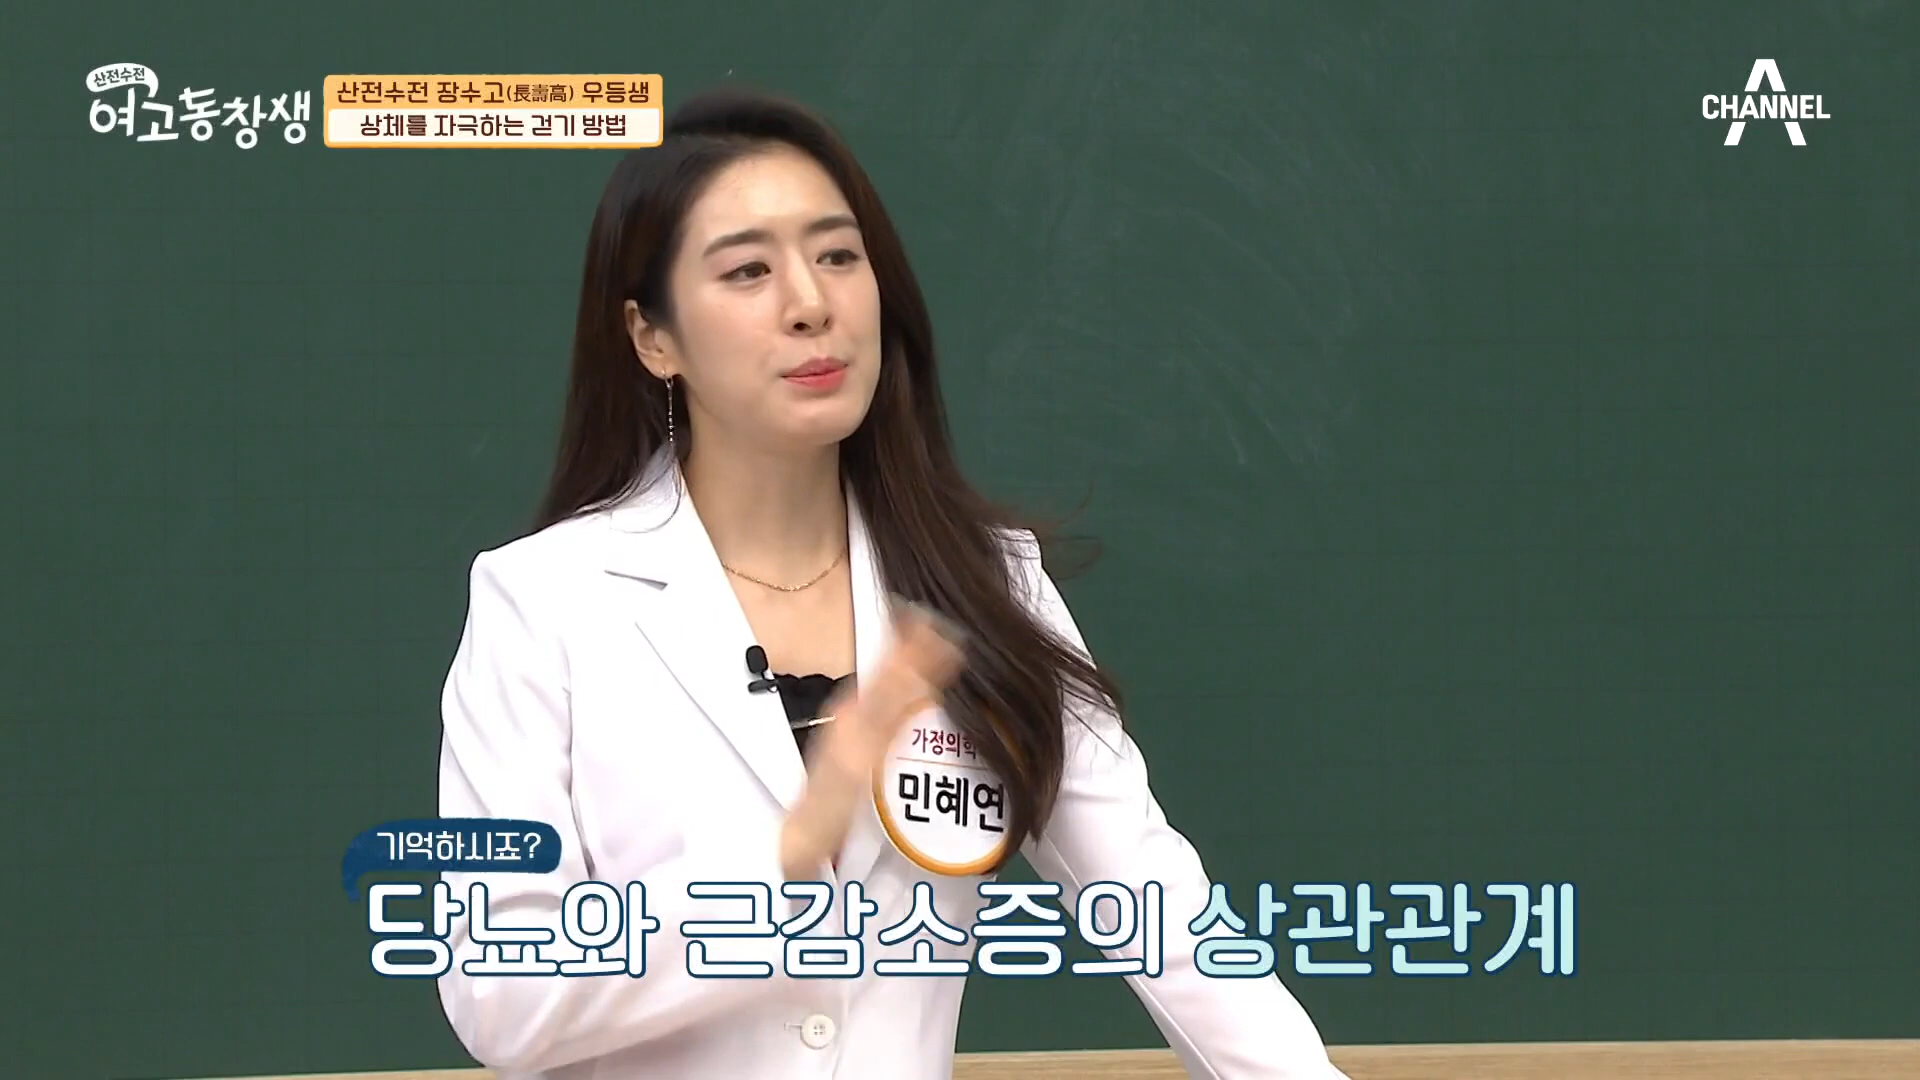 산전수전
여고동창생
산전수전 장수고(長壽高) 우등생
상체를 자극하는 걷기 방법
CHANNEL A
가정의학
민혜연
기억하시죠?
당뇨와 근감소증의 상관관계